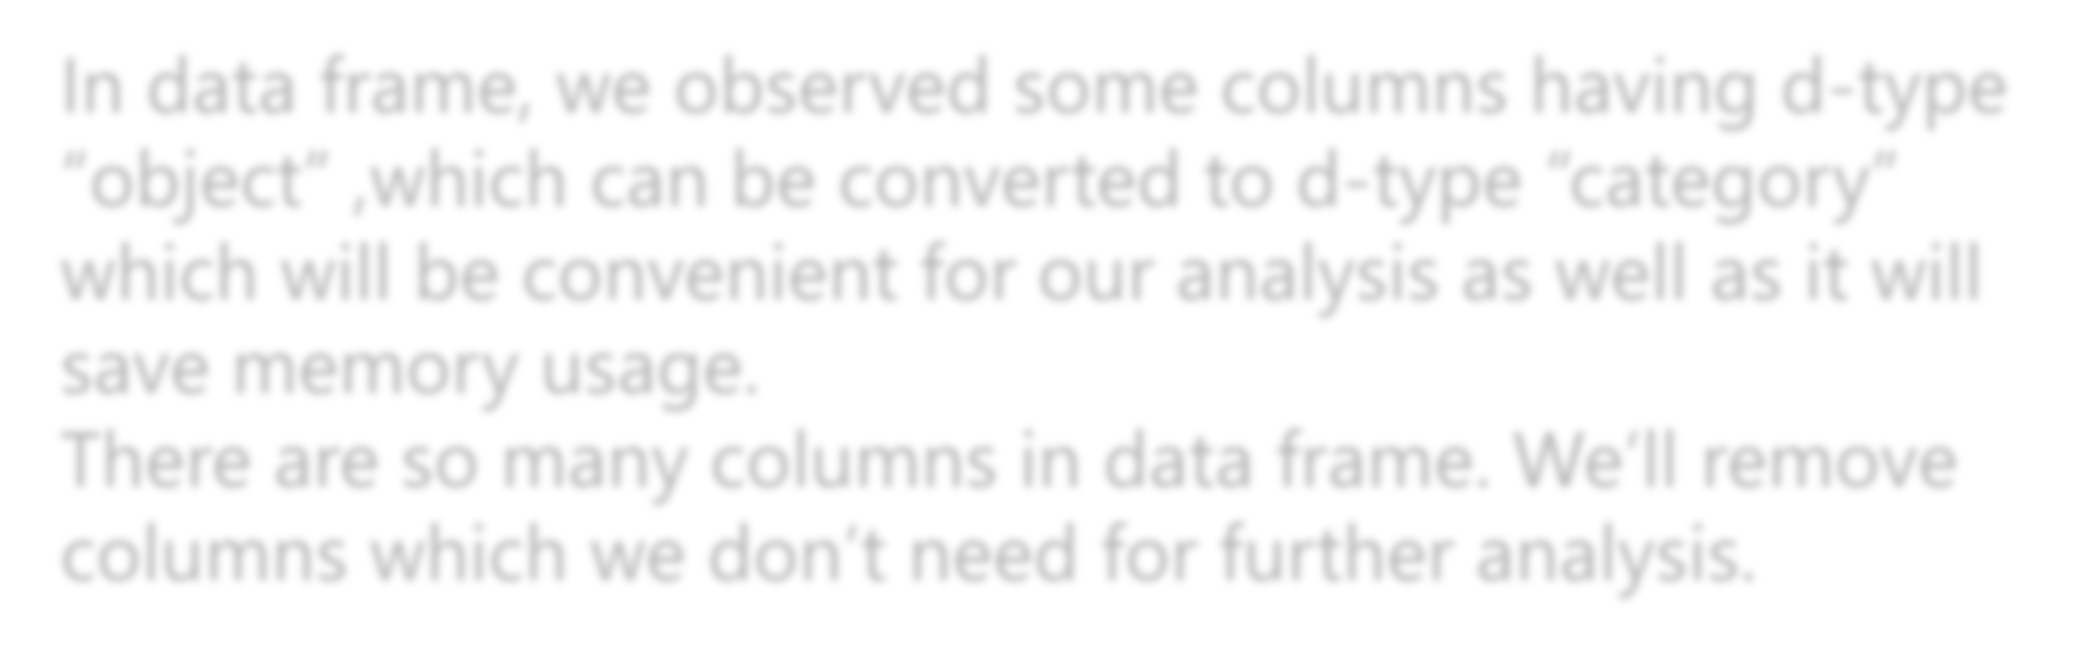 In data frame, we observed some columns having d-type
“object” ,which can be converted to d-type “category”
which will be convenient for our analysis as well as it will
save memory usage.
There are so many columns in data frame. We’ll remove
columns which we don’t need for further analysis.